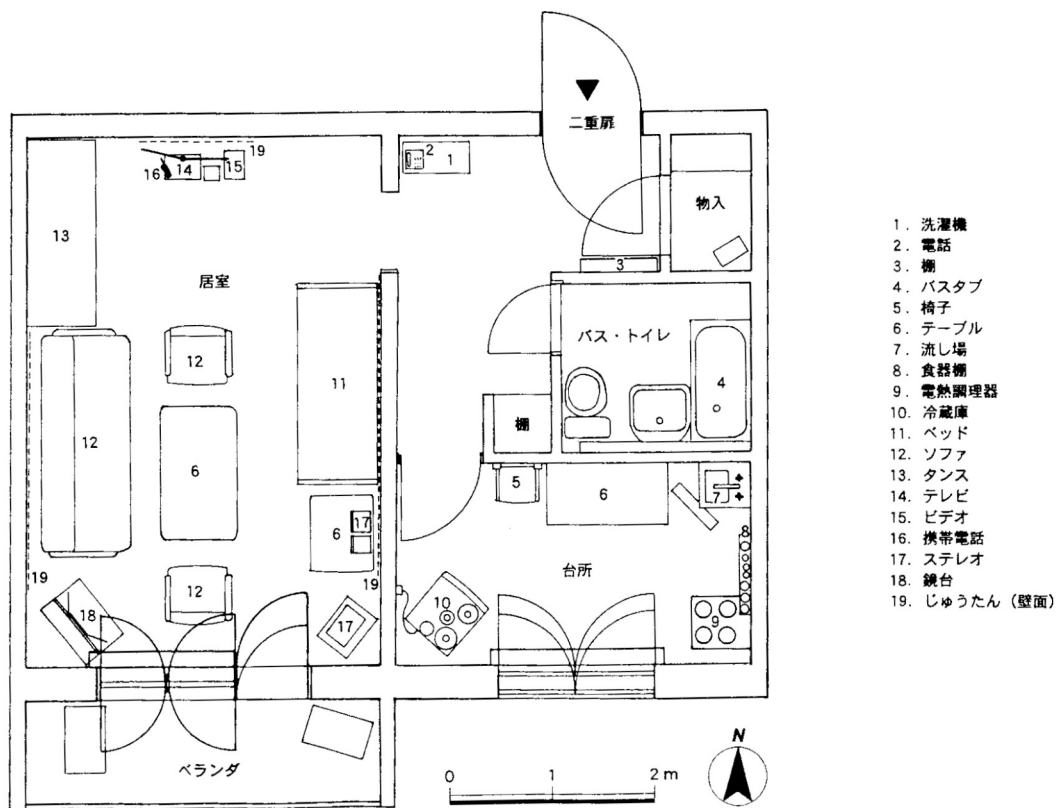 二重扉
19
2
1
14
15
16
物入
13
3
居室
バス・トイレ
12
11
4
12
棚
6
5
6
7
17
6
8
台所
19
12
19
10
18
17
9
ベランダ
N
0 1 2 m
1. 洗濯機
2. 電話
3. 棚
4. バスタブ
5. 椅子
6. テーブル
7. 流し場
8. 食器棚
9. 電熱調理器
10. 冷蔵庫
11. ベッド
12. ソファ
13. タンス
14. テレビ
15. ビデオ
16. 携帯電話
17. ステレオ
18. 鏡台
19. じゅうたん（壁面）